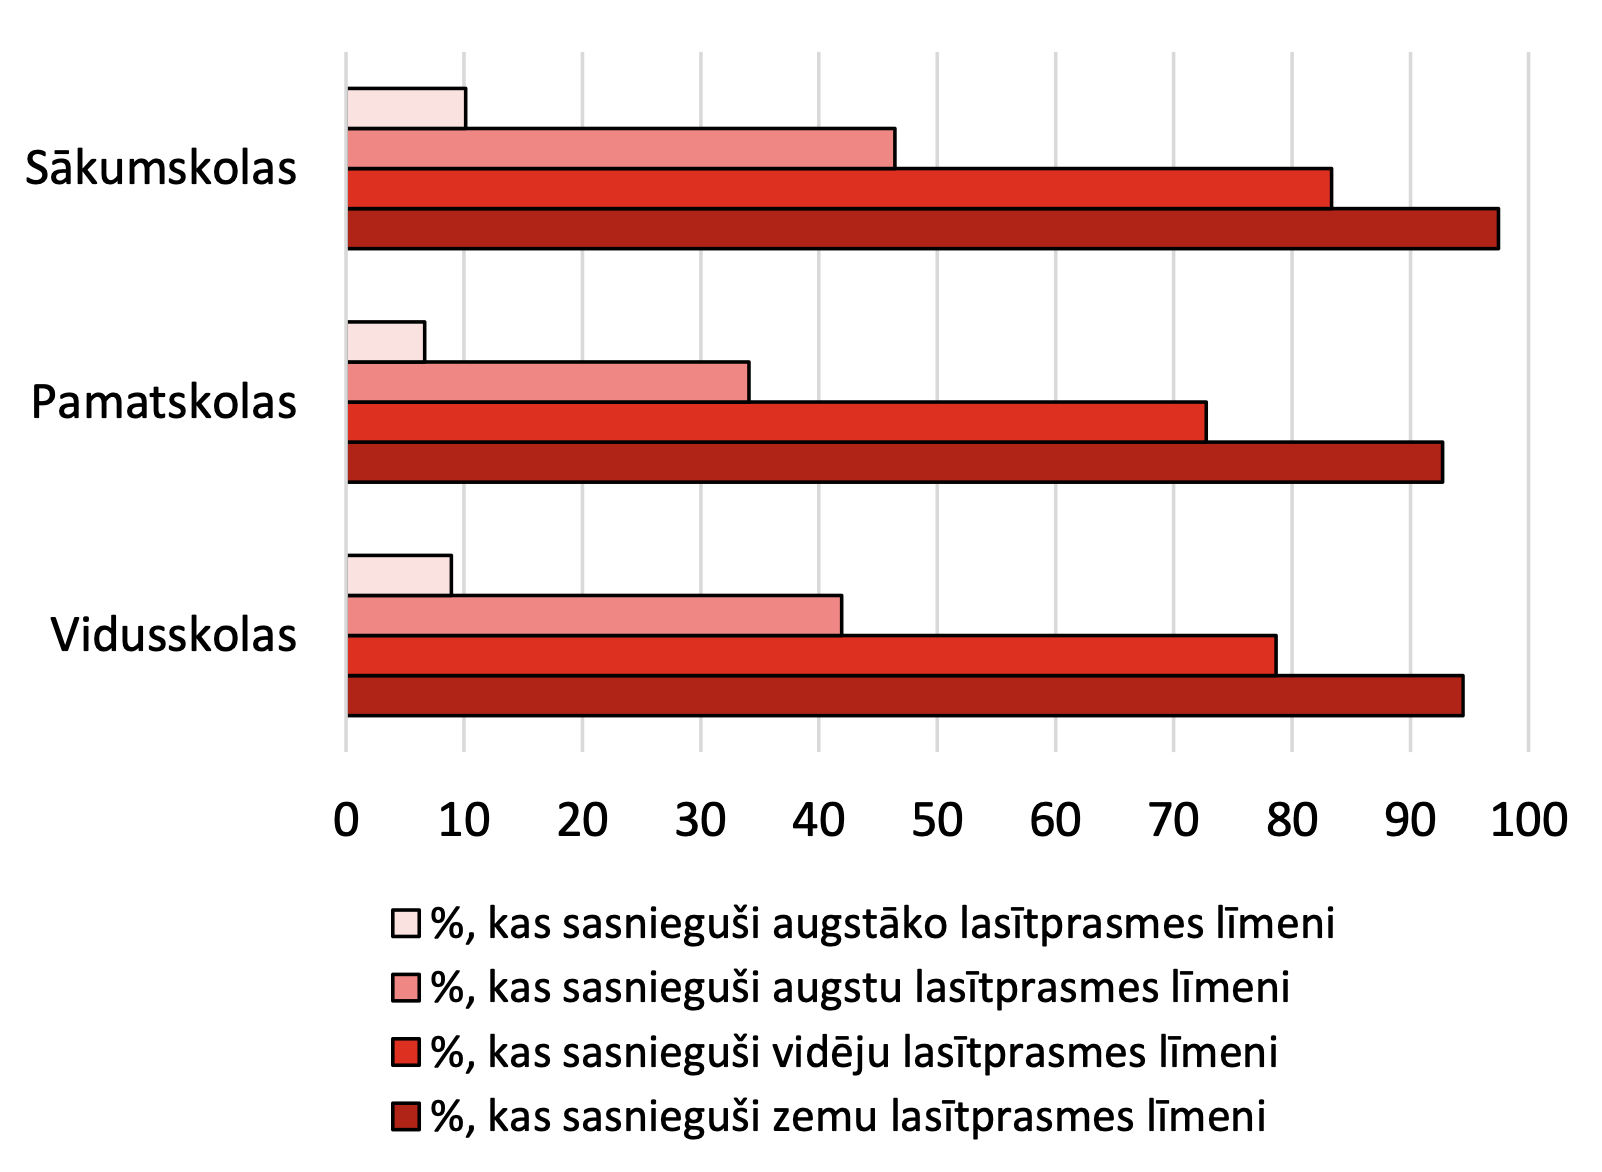 Sākumskolas
Pamatskolas
Vidusskolas
0 10 20 30 40 50 60 70 80 90 100
%, kas sasnieguši augstāko lasītprasmes līmeni
%, kas sasnieguši augstu lasītprasmes līmeni
%, kas sasnieguši vidēju lasītprasmes līmeni
%, kas sasnieguši zemu lasītprasmes līmeni